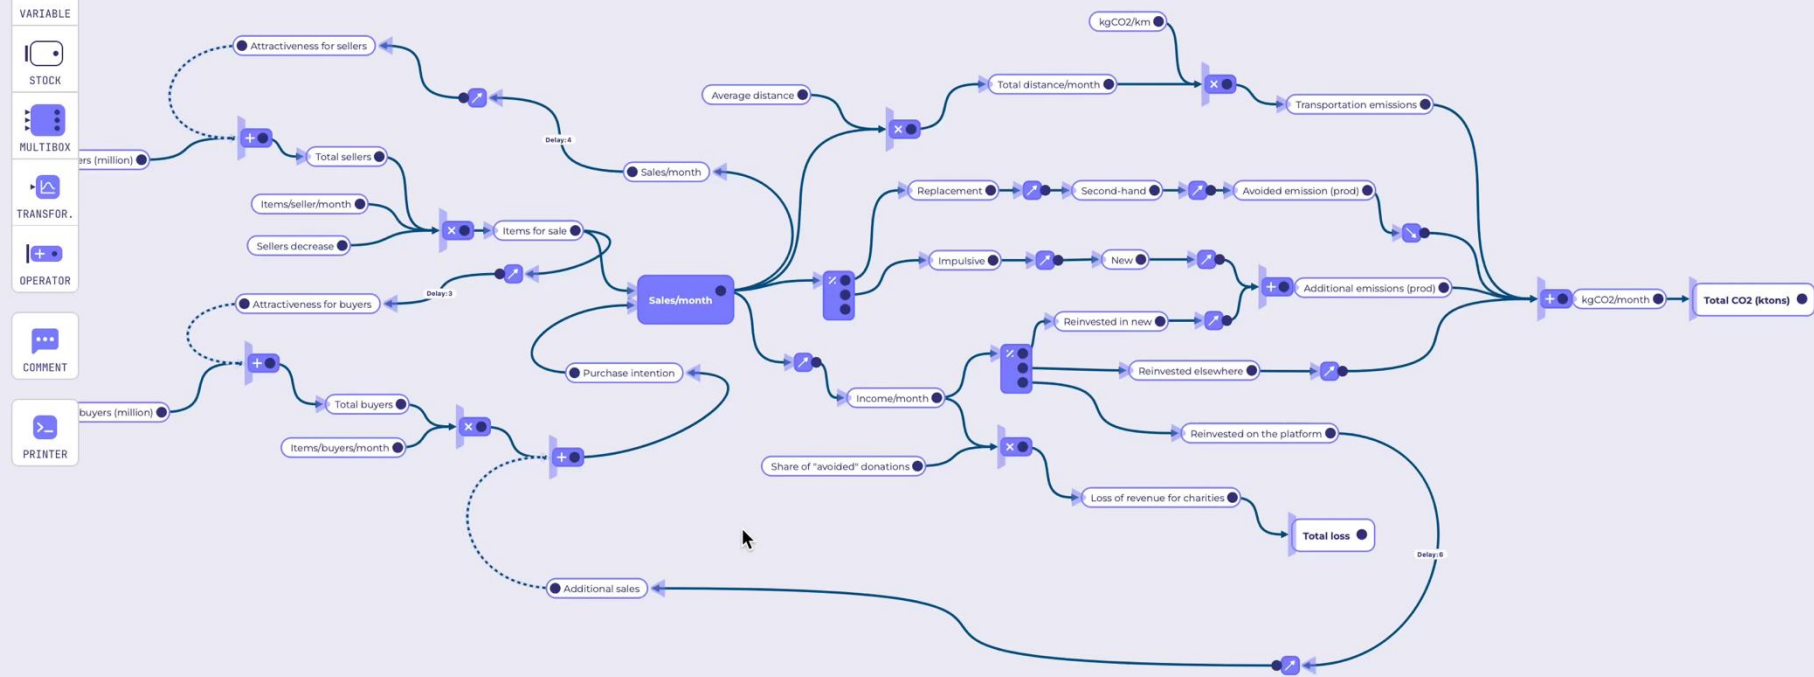 VARIABLE
STOCK
MULTIBOX
TRANSFOR.
OPERATOR
COMMENT
PRINTER
Attractiveness for sellers
ers (million)
Total sellers
Items/seller/month
Sellers decrease
Items for sale
Delay:4
Sales/month
Delay:3
Attractiveness for buyers
buyers (million)
Total buyers
Items/buyers/month
Sales/month
Purchase intention
Additional sales
kgCO2/km
Average distance
Total distance/month
Transportation emissions
Replacement
Second-hand
Avoided emission (prod)
Impulsive
New
Additional emissions (prod)
Reinvested in new
Reinvested elsewhere
Income/month
Reinvested on the platform
Share of "avoided" donations
Loss of revenue for charities
Total loss
Delay:6
kgCO2/month
Total CO2 (ktons)